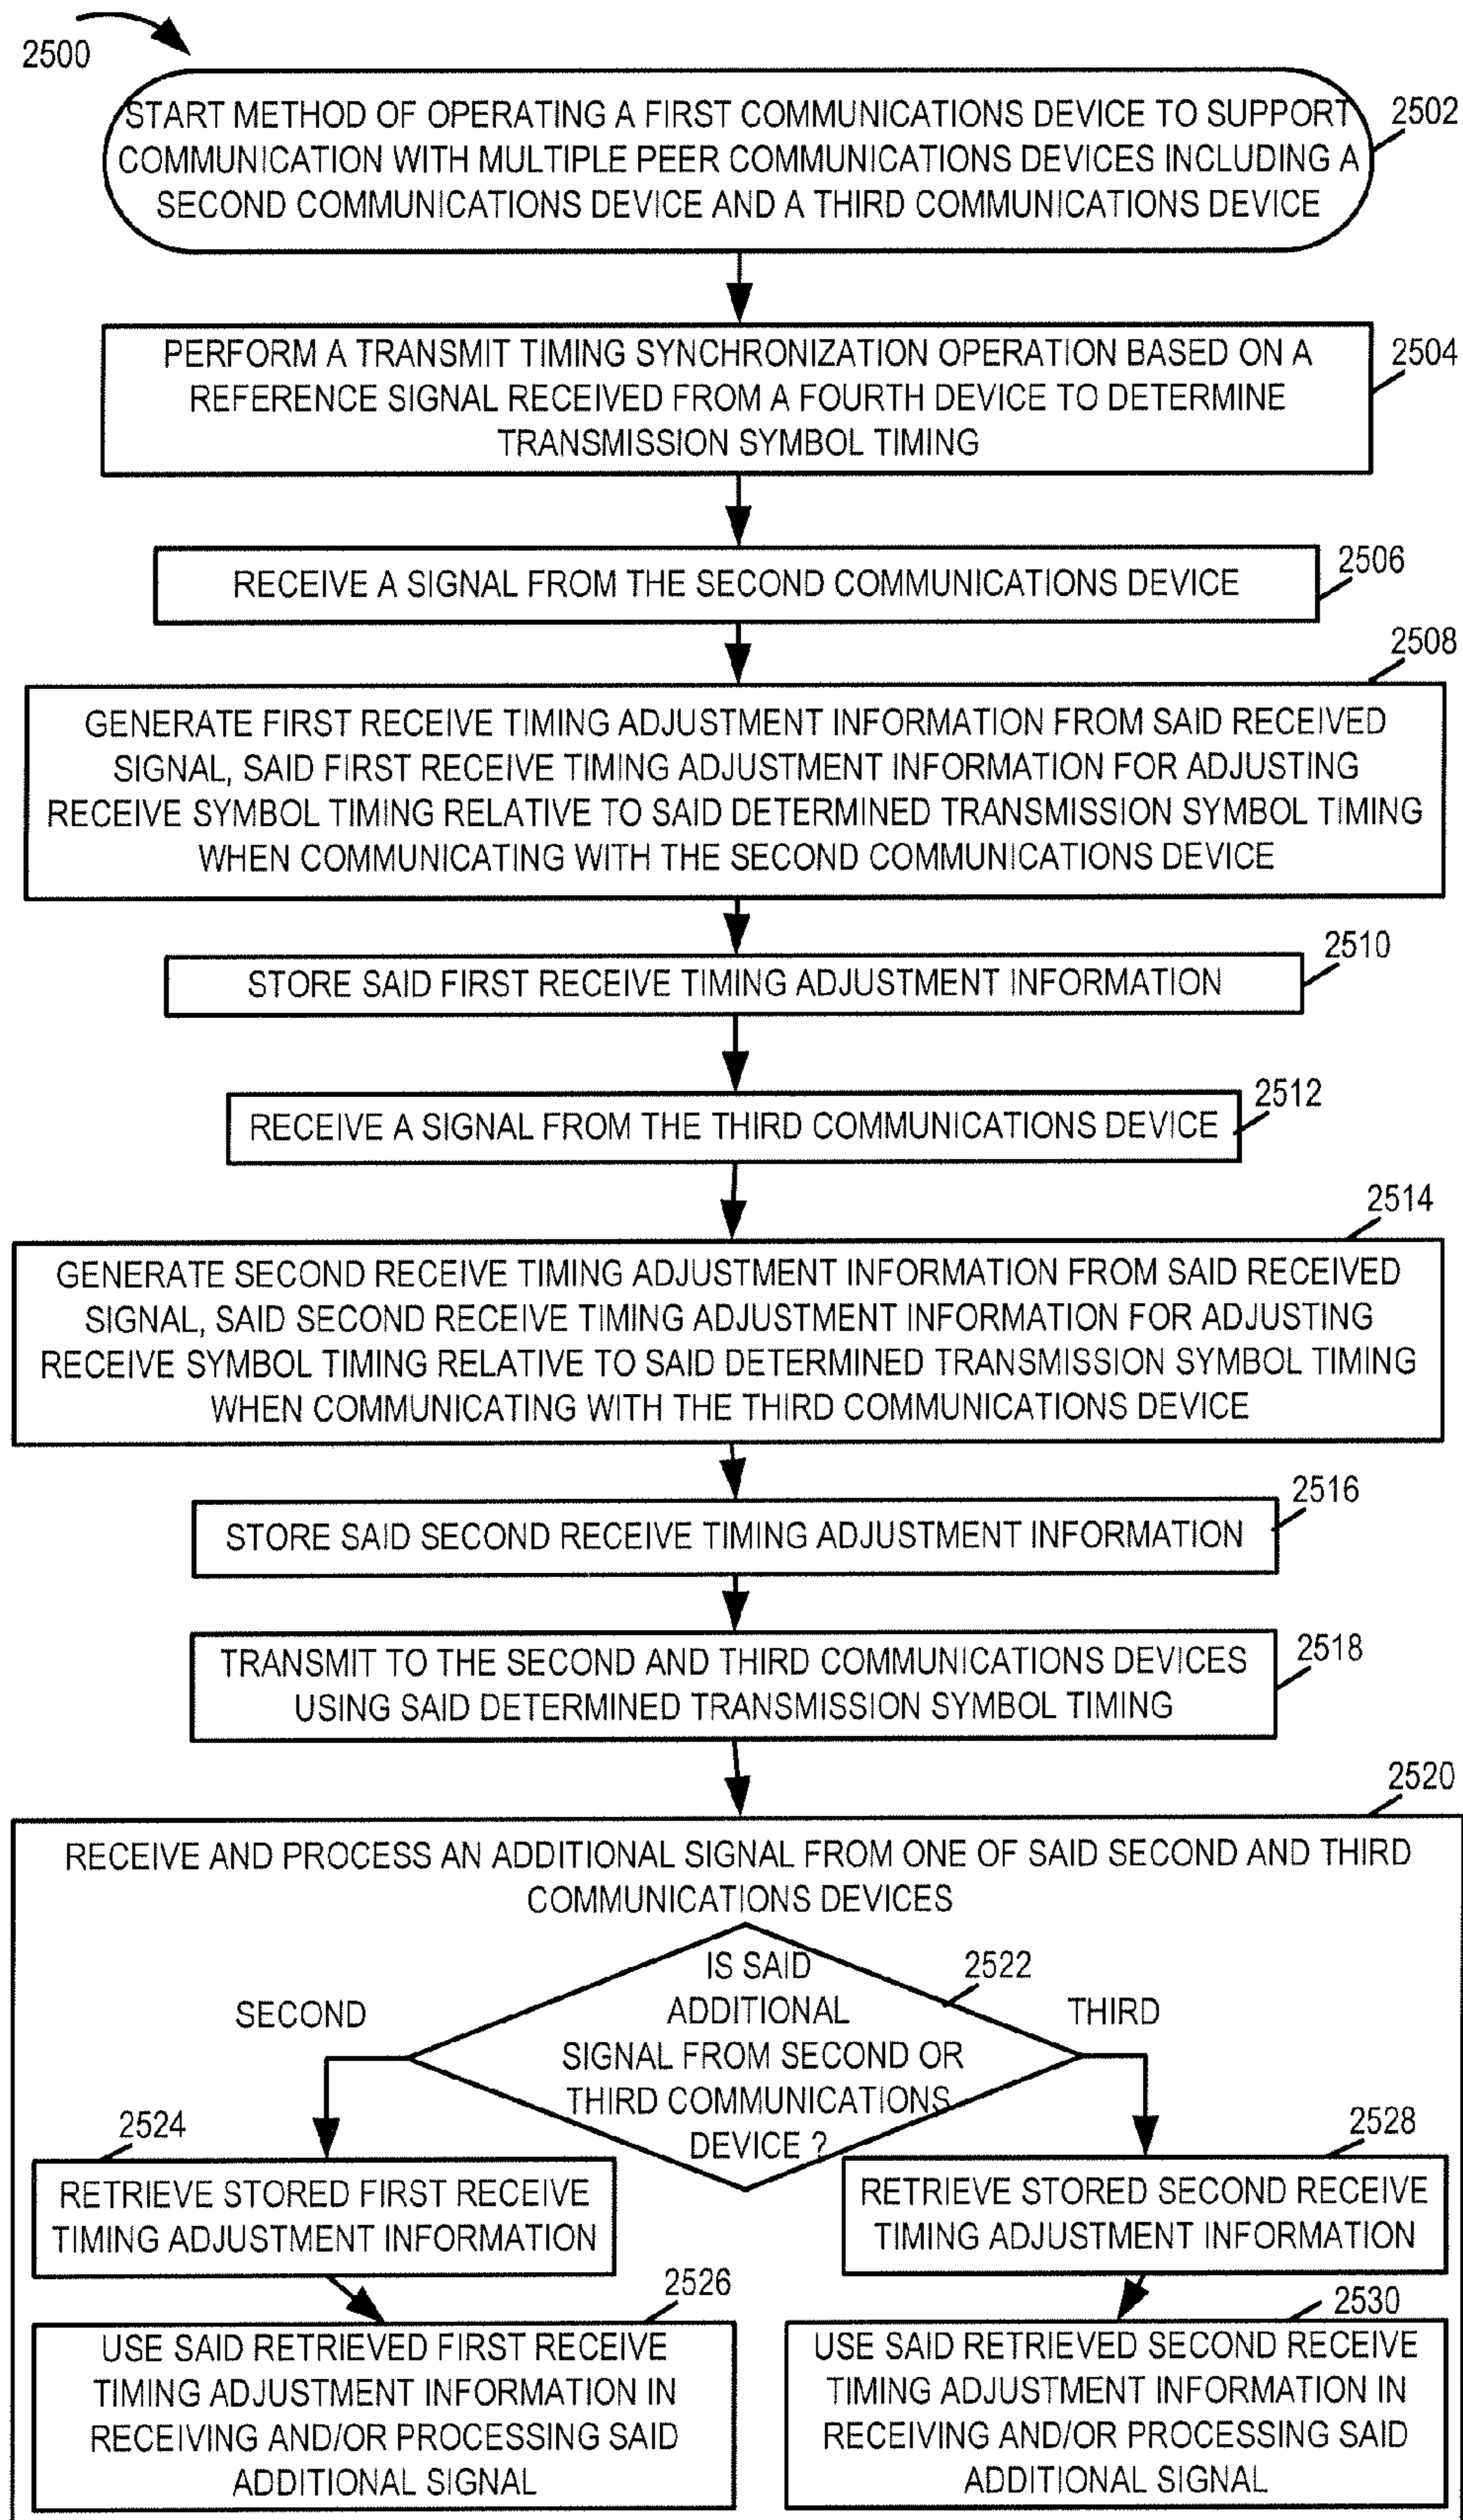 2500
START METHOD OF OPERATING A FIRST COMMUNICATIONS DEVICE TO SUPPORT
COMMUNICATION WITH MULTIPLE PEER COMMUNICATIONS DEVICES INCLUDING A
SECOND COMMUNICATIONS DEVICE AND A THIRD COMMUNICATIONS DEVICE
2502
PERFORM A TRANSMIT TIMING SYNCHRONIZATION OPERATION BASED ON A
REFERENCE SIGNAL RECEIVED FROM A FOURTH DEVICE TO DETERMINE
TRANSMISSION SYMBOL TIMING
2504
RECEIVE A SIGNAL FROM THE SECOND COMMUNICATIONS DEVICE
2506
2508
GENERATE FIRST RECEIVE TIMING ADJUSTMENT INFORMATION FROM SAID RECEIVED
SIGNAL, SAID FIRST RECEIVE TIMING ADJUSTMENT INFORMATION FOR ADJUSTING
RECEIVE SYMBOL TIMING RELATIVE TO SAID DETERMINED TRANSMISSION SYMBOL TIMING
WHEN COMMUNICATING WITH THE SECOND COMMUNICATIONS DEVICE
2510
STORE SAID FIRST RECEIVE TIMING ADJUSTMENT INFORMATION
2512
RECEIVE A SIGNAL FROM THE THIRD COMMUNICATIONS DEVICE
2514
GENERATE SECOND RECEIVE TIMING ADJUSTMENT INFORMATION FROM SAID RECEIVED
SIGNAL, SAID SECOND RECEIVE TIMING ADJUSTMENT INFORMATION FOR ADJUSTING
RECEIVE SYMBOL TIMING RELATIVE TO SAID DETERMINED TRANSMISSION SYMBOL TIMING
WHEN COMMUNICATING WITH THE THIRD COMMUNICATIONS DEVICE
2516
STORE SAID SECOND RECEIVE TIMING ADJUSTMENT INFORMATION
2518
TRANSMIT TO THE SECOND AND THIRD COMMUNICATIONS DEVICES
USING SAID DETERMINED TRANSMISSION SYMBOL TIMING
2520
RECEIVE AND PROCESS AN ADDITIONAL SIGNAL FROM ONE OF SAID SECOND AND THIRD
COMMUNICATIONS DEVICES
IS SAID
ADDITIONAL
SIGNAL FROM SECOND OR
THIRD COMMUNICATIONS
DEVICE ?
2522
SECOND
THIRD
2524
RETRIEVE STORED FIRST RECEIVE
TIMING ADJUSTMENT INFORMATION
2528
RETRIEVE STORED SECOND RECEIVE
TIMING ADJUSTMENT INFORMATION
2526
USE SAID RETRIEVED FIRST RECEIVE
TIMING ADJUSTMENT INFORMATION IN
RECEIVING AND/OR PROCESSING SAID
ADDITIONAL SIGNAL
2530
USE SAID RETRIEVED SECOND RECEIVE
TIMING ADJUSTMENT INFORMATION IN
RECEIVING AND/OR PROCESSING SAID
ADDITIONAL SIGNAL